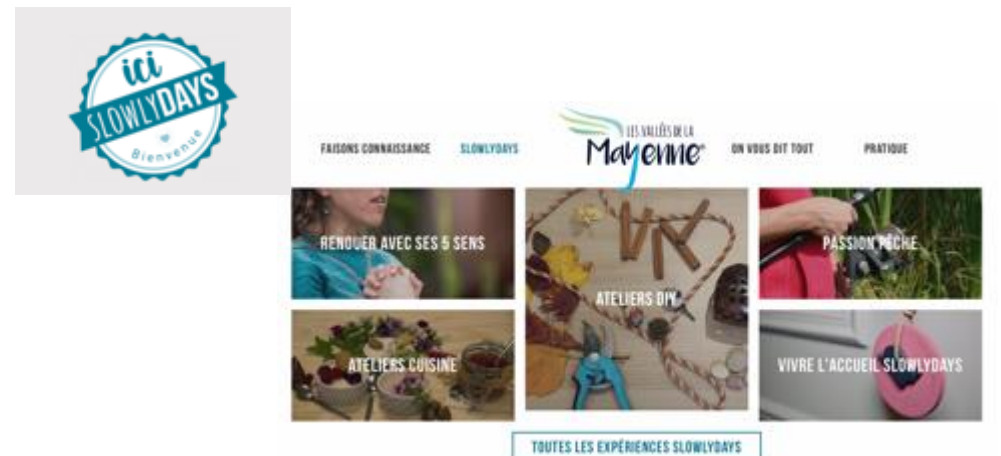 ici
SLOWLYDAYS
Bienvenue
FAISONS CONNAISSANCE
SLOWLYDAYS
LES VALLÉES DE LA
Mayenne
ON VOUS DIT TOUT
PRATIQUE
RENOUER AVEC SES 5 SENS
ATELIERS DIY
PASSION PÊCHE
ATELIERS CUISINE
VIVRE L'ACCUEIL SLOWLYDAYS
TOUTES LES EXPÉRIENCES SLOWLYDAYS